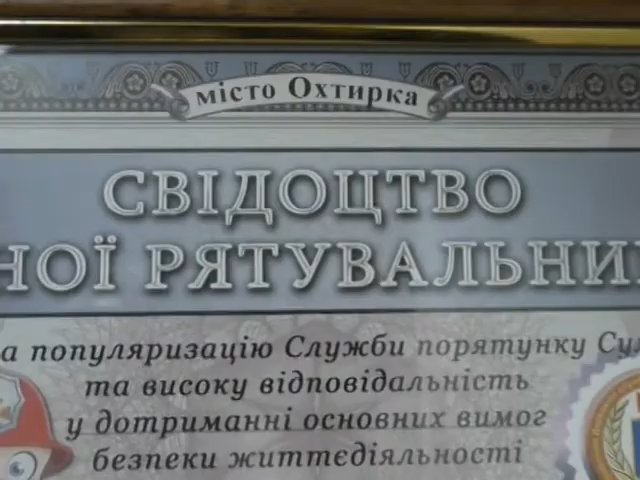 місто Охтирка
СВІДОЦТВО
НОЇ РЯТУВАЛЬНИ
а популяризацію Служби порятунку Су
та високу відповідальність
у дотриманні основних вимог
безпеки життєдіяльності